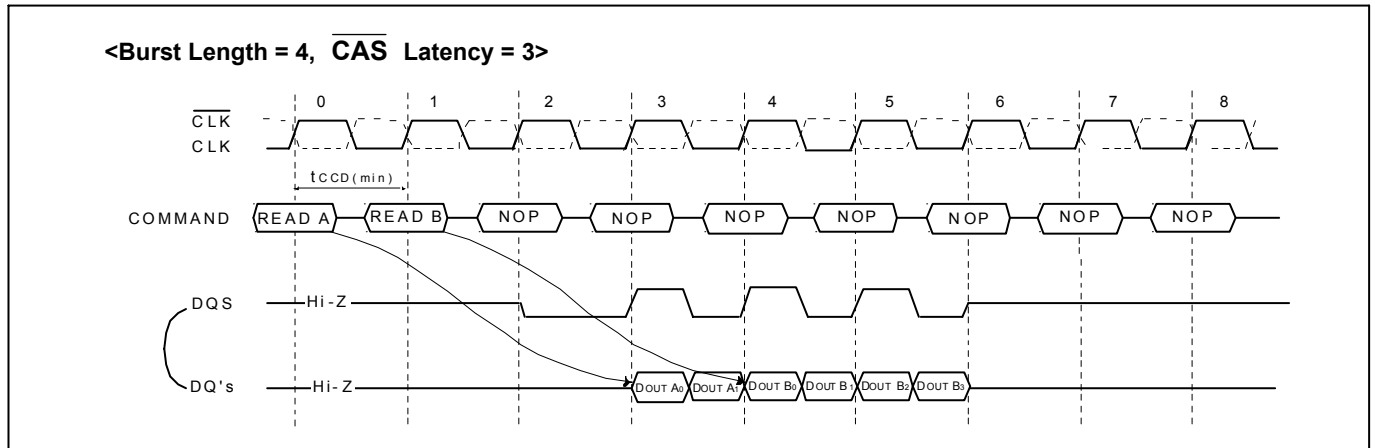 <Burst Length = 4, CAS Latency = 3>
0 1 2 3 4 5 6 7 8
CLK
CLK
tCCD(min)
COMMAND READ A READ B NOP NOP NOP NOP NOP NOP NOP
DQS Hi-Z
DQ's Hi-Z DOUT A0 DOUT A1 DOUT B0 DOUT B1 DOUT B2 DOUT B3